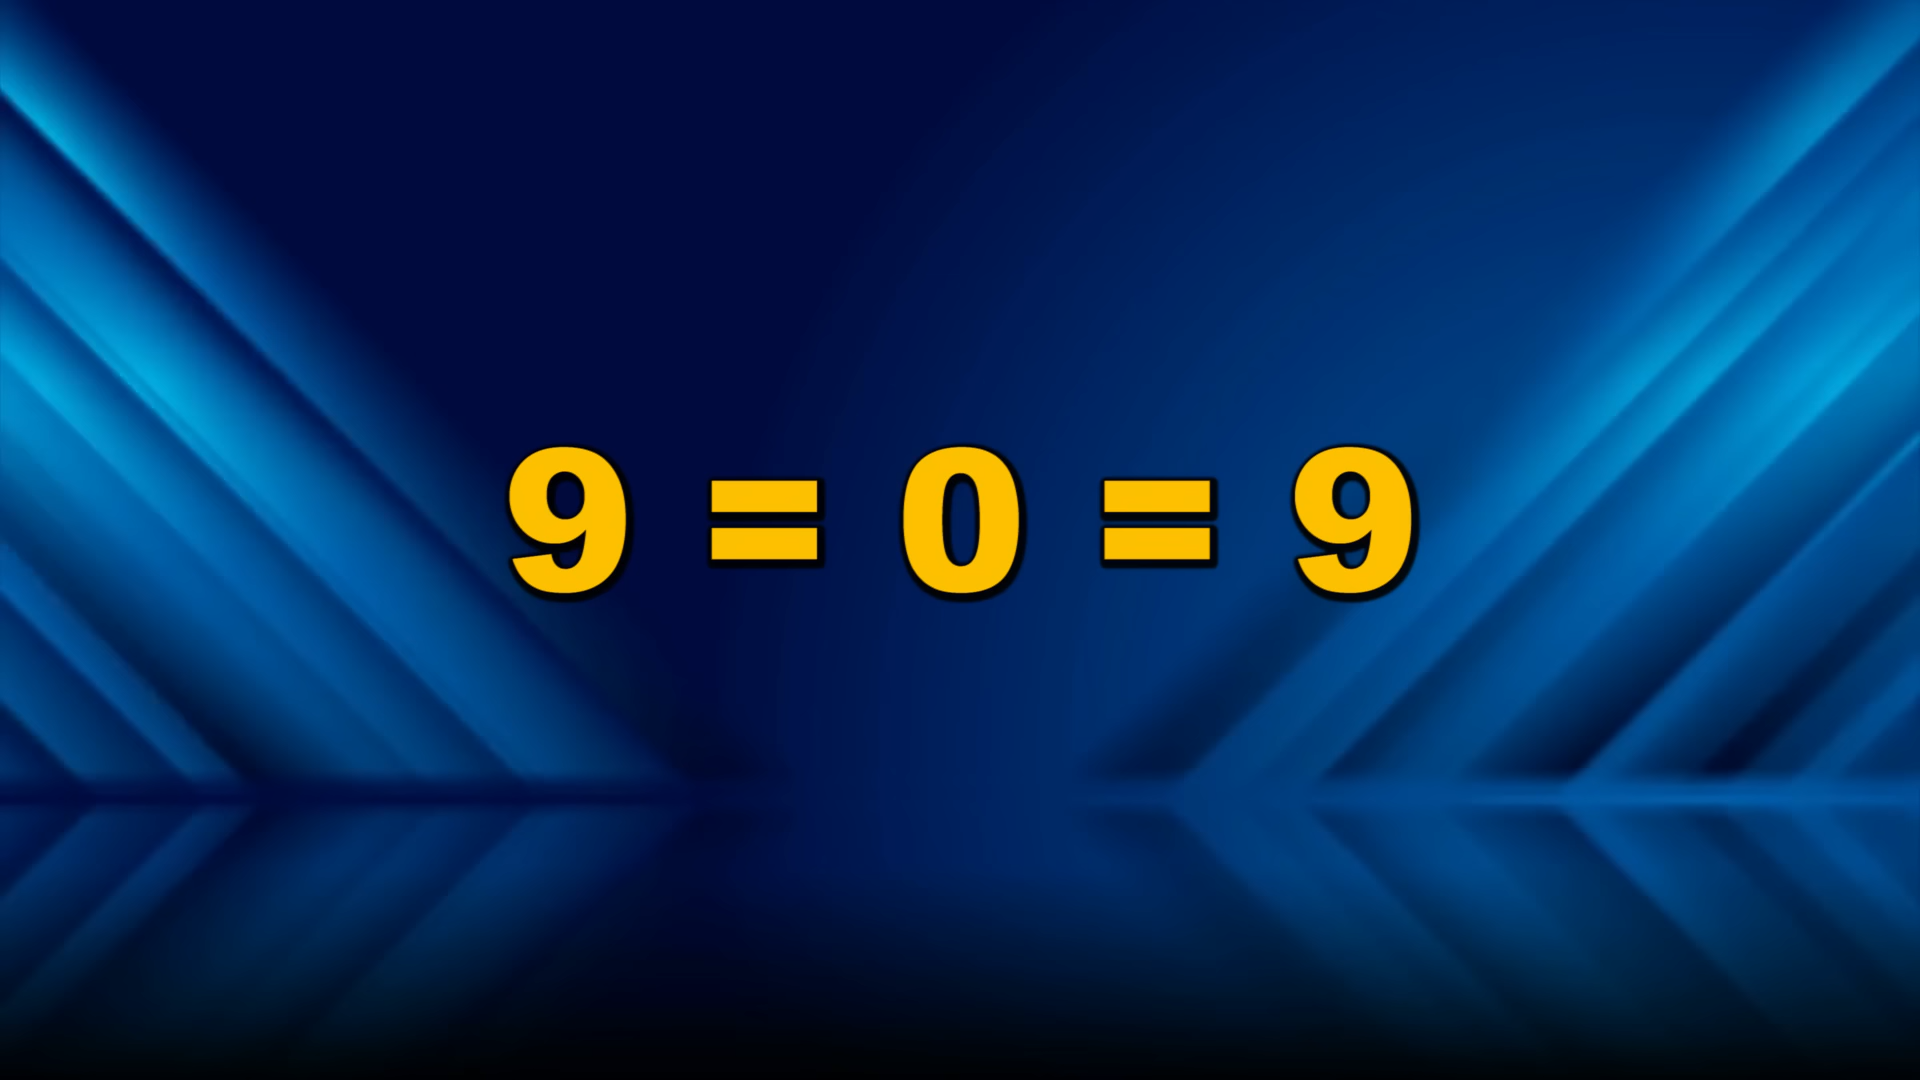 9 = 0 = 9